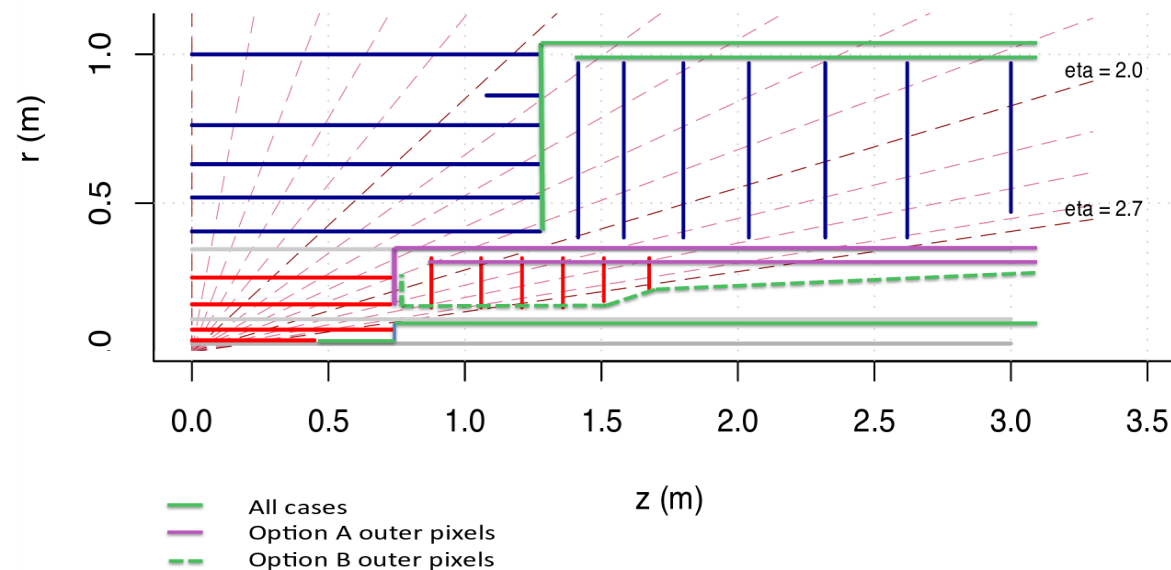 1.0
eta = 2.0
r (m)
0.5
eta = 2.7
.0
0.0 0.5 1.0 1.5 2.0 2.5 3.0 3.5
z (m)
All cases
Option A outer pixels
Option B outer pixels